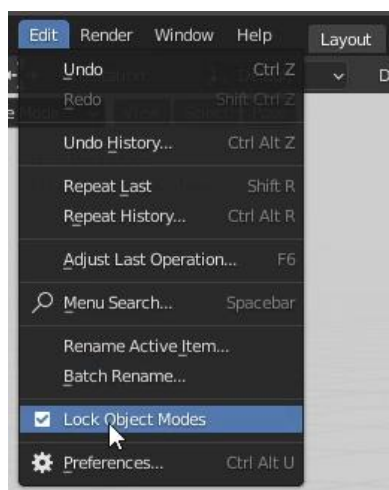 Edit Render Window Help Layout
Undo Ctrl Z
Redo Shift Ctrl Z
Undo History... Ctrl Alt Z
Repeat Last Shift R
Repeat History... Ctrl Alt R
Adjust Last Operation... F6
Menu Search... Spacebar
Rename Active Item...
Batch Rename...
Lock Object Modes
Preferences... Ctrl Alt U